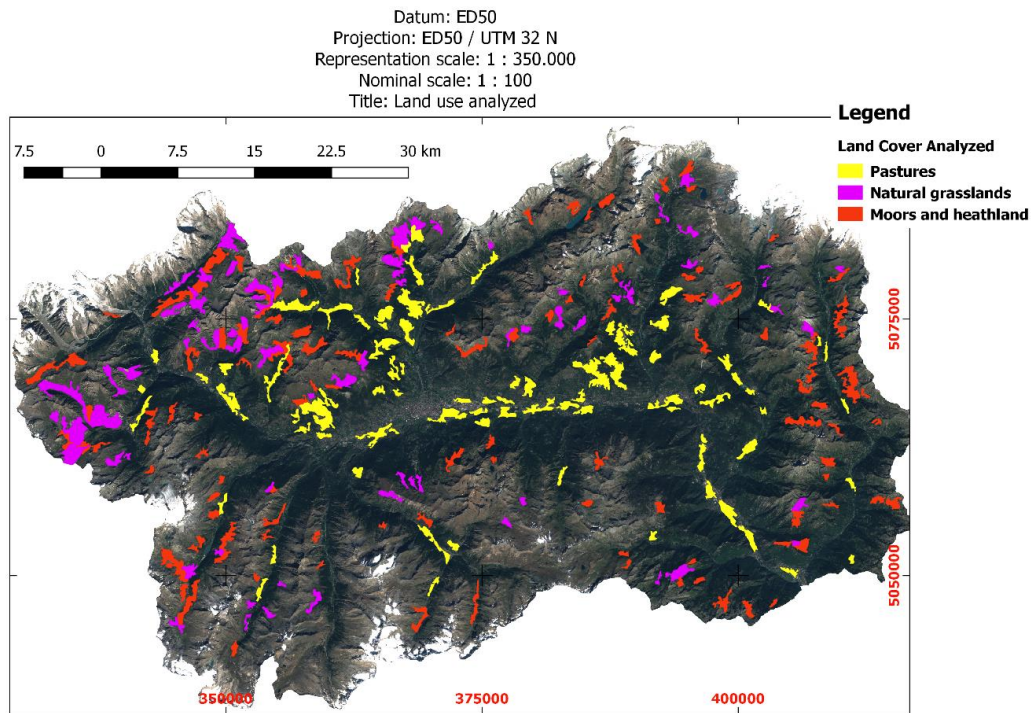 Datum: ED50
Projection: ED50 / UTM 32 N
Representation scale: 1 : 350.000
Nominal scale: 1 : 100
Title: Land use analyzed
Legend
Land Cover Analyzed
Pastures
Natural grasslands
Moors and heathland
7.5 0 7.5 15 22.5 30 km
5075000
5050000
350000 375000 400000